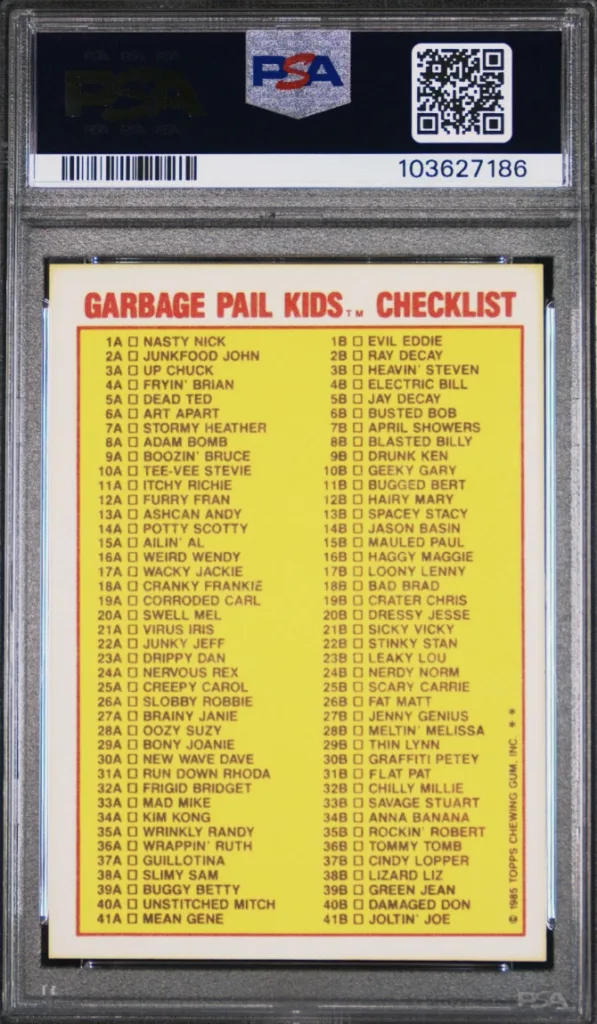 PSA PSA PSA
PSA
PSA PSA PSA
PSA
103627186
GARBAGE PAIL KIDS™ CHECKLIST
1A □ NASTY NICK
2A □ JUNKFOOD JOHN
3A □ UP CHUCK
4A □ FRYIN' BRIAN
5A □ DEAD TED
6A □ ART APART
7A □ STORMY HEATHER
8A □ ADAM BOMB
9A □ BOOZIN' BRUCE
10A □ TEE-VEE STEVIE
11A □ ITCHY RICHIE
12A □ FURRY FRAN
13A □ ASHCAN ANDY
14A □ POTTY SCOTTY
15A □ AILIN' AL
16A □ WEIRD WENDY
17A □ WACKY JACKIE
18A □ CRANKY FRANKIE
19A □ CORRODED CARL
20A □ SWELL MEL
21A □ VIRUS IRIS
22A □ JUNKY JEFF
23A □ DRIPPY DAN
24A □ NERVOUS REX
25A □ CREEPY CAROL
26A □ SLOBBY ROBBIE
27A □ BRAINY JANIE
28A □ OOZY SUZY
29A □ BONY JOANIE
30A □ NEW WAVE DAVE
31A □ RUN DOWN RHODA
32A □ FRIGID BRIDGET
33A □ MAD MIKE
34A □ KIM KONG
35A □ WRINKLY RANDY
36A □ WRAPPIN' RUTH
37A □ GUILLOTINA
38A □ SLIMY SAM
39A □ BUGGY BETTY
40A □ UNSTITCHED MITCH
41A □ MEAN GENE
1B □ EVIL EDDIE
2B □ RAY DECAY
3B □ HEAVIN' STEVEN
4B □ ELECTRIC BILL
5B □ JAY DECAY
6B □ BUSTED BOB
7B □ APRIL SHOWERS
8B □ BLASTED BILLY
9B □ DRUNK KEN
10B □ GEEKY GARY
11B □ BUGGED BERT
12B □ HAIRY MARY
13B □ SPACEY STACY
14B □ JASON BASIN
15B □ MAULED PAUL
16B □ HAGGY MAGGIE
17B □ LOONY LENNY
18B □ BAD BRAD
19B □ CRATER CHRIS
20B □ DRESSY JESSE
21B □ SICKY VICKY
22B □ STINKY STAN
23B □ LEAKY LOU
24B □ NERDY NORM
25B □ SCARY CARRIE
26B □ FAT MATT
27B □ JENNY GENIUS
28B □ MELTIN' MELISSA
29B □ THIN LYNN
30B □ GRAFFITI PETEY
31B □ FLAT PAT
32B □ CHILLY MILLIE
33B □ SAVAGE STUART
34B □ ANNA BANANA
35B □ ROCKIN' ROBERT
36B □ TOMMY TOMB
37B □ CINDY LOPPER
38B □ LIZARD LIZ
39B □ GREEN JEAN
40B □ DAMAGED DON
41B □ JOLTIN' JOE
© 1985 TOPPS CHEWING GUM, INC. * *
PSA